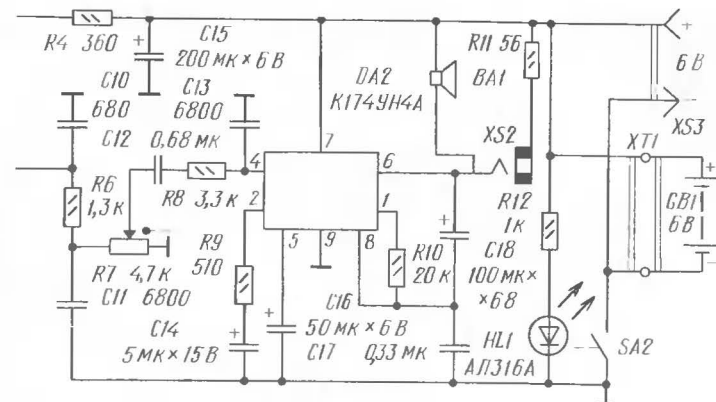 R4 360
C15
200 мк × 6 В
C10
680
C13
6800
R11 56
DA2
К174УН4А
BA1
+
6 В
-
XS3
XS2
XT1
C12
0,68 мк
R8 3,3 к
R6
1,3 к
R7 4,7 к
C11 6800
R9
510
C14
5 мк × 15 В
4
2
5
9
8
7
6
1
R10
20 к
C16
50 мк × 6 В
C17
0,33 мк
R12
1 к
C18
100 мк ×
× 6 В
HL1
АЛ316А
SA2
GB1
6 В
+
-